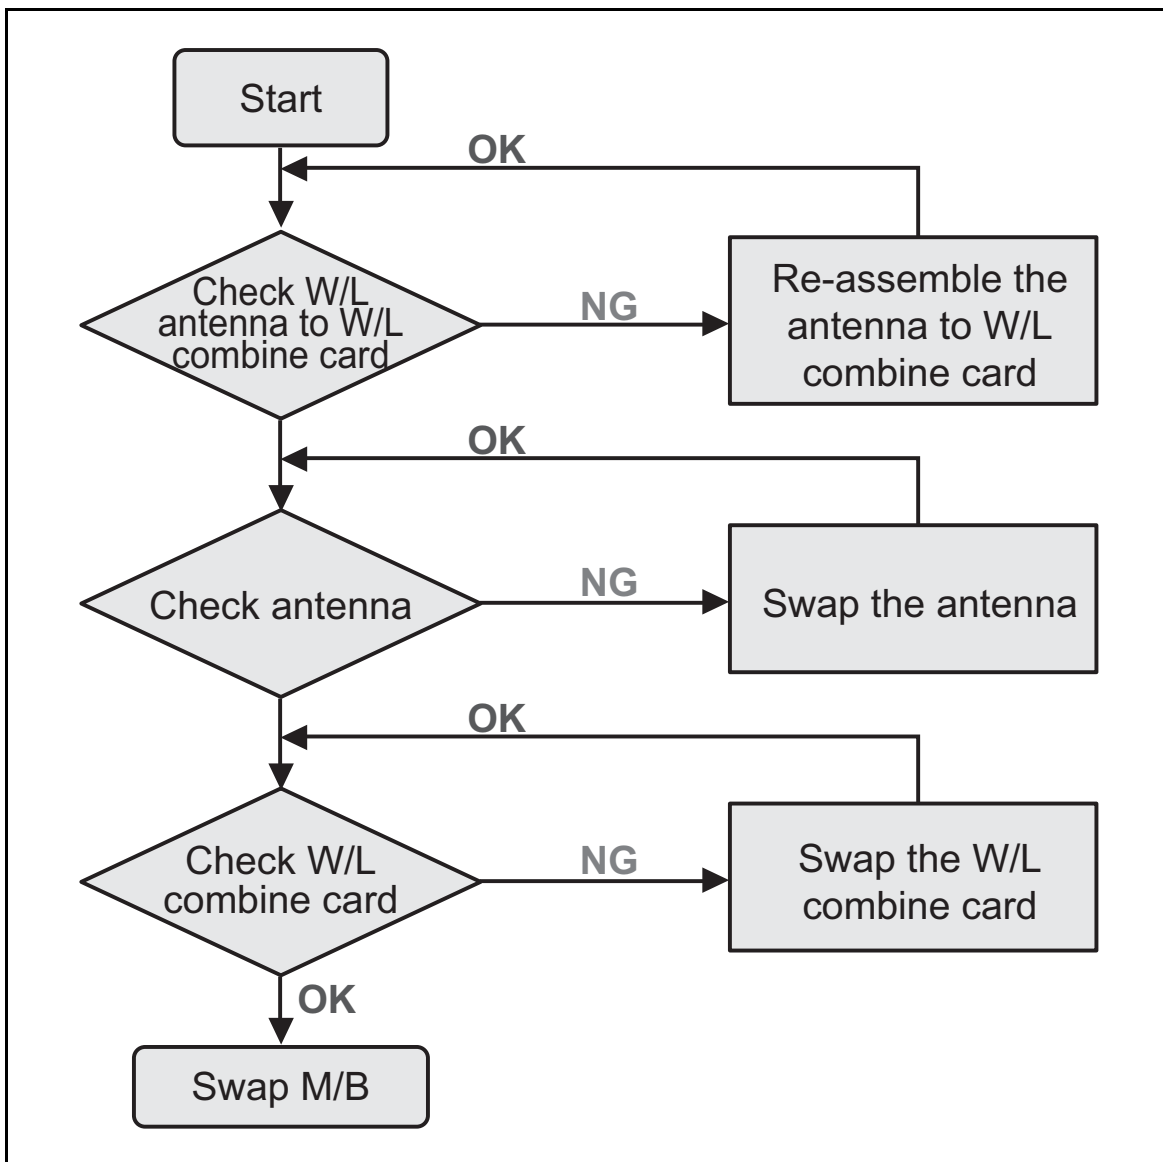 Start
OK
Check W/L
antenna to W/L
combine card
NG
Re-assemble the
antenna to W/L
combine card
OK
Check antenna
NG
Swap the antenna
OK
Check W/L
combine card
NG
Swap the W/L
combine card
OK
Swap M/B